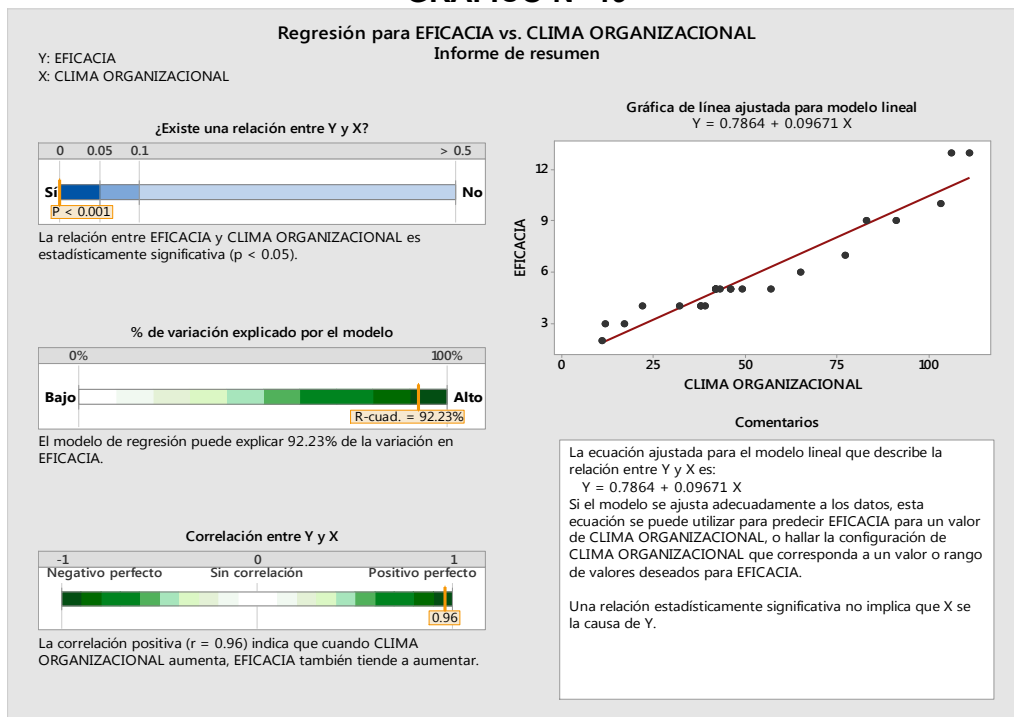 Regresión para EFICACIA vs. CLIMA ORGANIZACIONAL
Informe de resumen
Y: EFICACIA
X: CLIMA ORGANIZACIONAL
¿Existe una relación entre Y y X?
0 0.05 0.1 > 0.5
Sí No
P < 0.001
La relación entre EFICACIA y CLIMA ORGANIZACIONAL es
estadísticamente significativa (p < 0.05).
% de variación explicado por el modelo
0% 100%
Bajo Alto
R-cuad. = 92.23%
El modelo de regresión puede explicar 92.23% de la variación en
EFICACIA.
Correlación entre Y y X
-1 0 1
Negativo perfecto Sin correlación Positivo perfecto
0.96
La correlación positiva (r = 0.96) indica que cuando CLIMA
ORGANIZACIONAL aumenta, EFICACIA también tiende a aumentar.
Gráfica de línea ajustada para modelo lineal
Y = 0.7864 + 0.09671 X
12
9
6
3
EFICACIA
0 25 50 75 100
CLIMA ORGANIZACIONAL
Comentarios
La ecuación ajustada para el modelo lineal que describe la
relación entre Y y X es:
Y = 0.7864 + 0.09671 X
Si el modelo se ajusta adecuadamente a los datos, esta
ecuación se puede utilizar para predecir EFICACIA para un valor
de CLIMA ORGANIZACIONAL, o hallar la configuración de
CLIMA ORGANIZACIONAL que corresponda a un valor o rango
de valores deseados para EFICACIA.
Una relación estadísticamente significativa no implica que X se
la causa de Y.